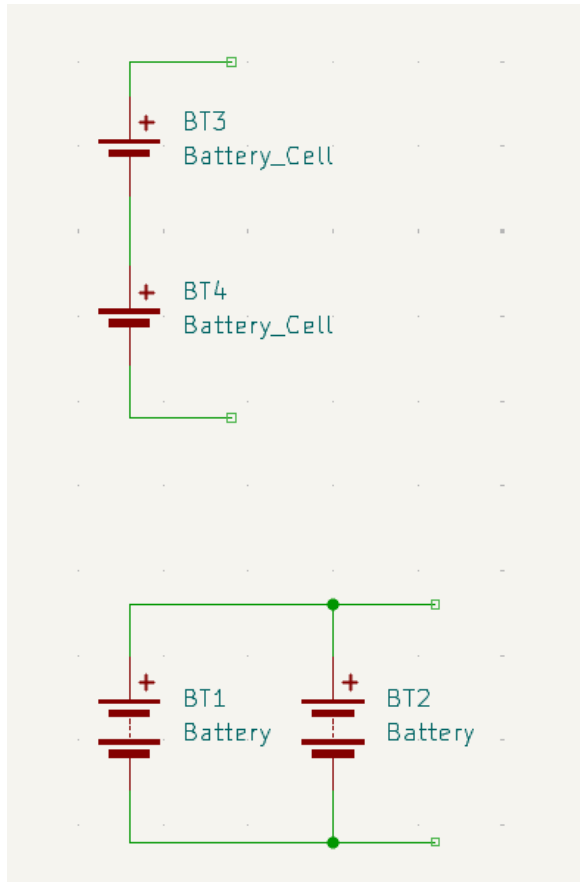 + BT3
Battery_Cell
+ BT4
Battery_Cell
+ BT1
Battery
+ BT2
Battery